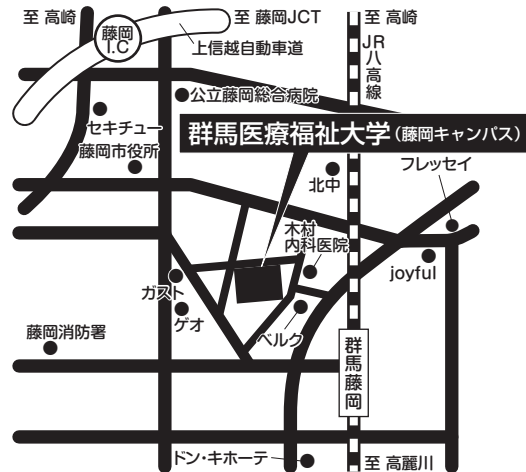 至 高崎
至 藤岡JCT
至 高崎
藤岡
I.C
上信越自動車道
JR八高線
公立藤岡総合病院
セキチュー
群馬医療福祉大学(藤岡キャンパス)
藤岡市役所
フレッセイ
北中
木村
内科医院
joyful
ガスト
ゲオ
ベルク
藤岡消防署
群馬藤岡
ドン・キホーテ
至 高麗川